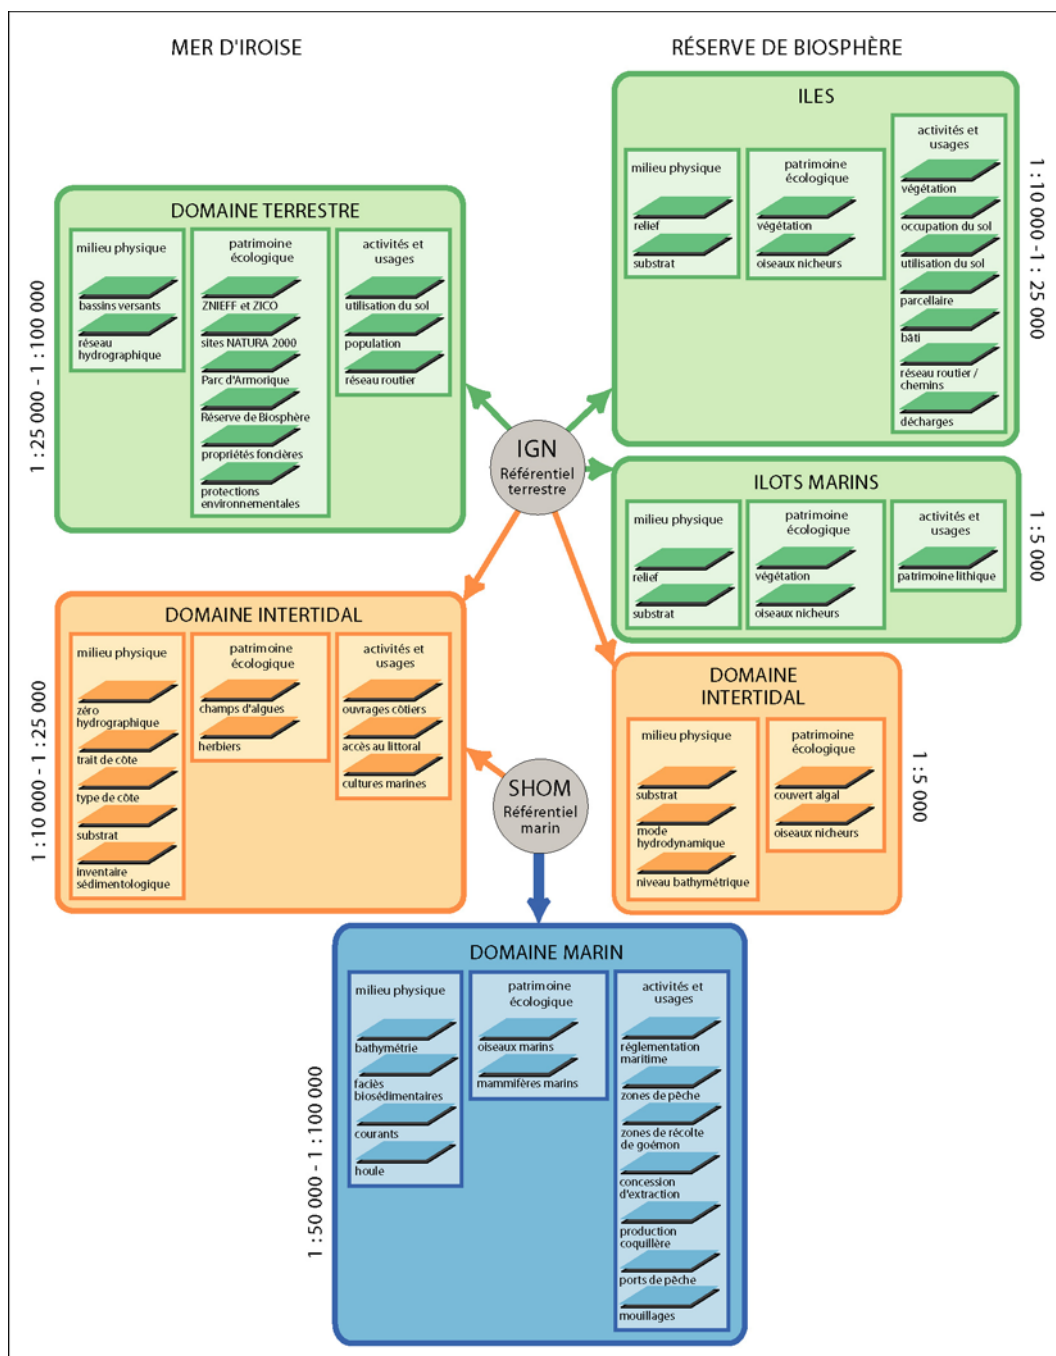 MER D'IROISE
RÉSERVE DE BIOSPHÈRE
DOMAINE TERRESTRE
milieu physique
bassins versants
réseau
hydrographique
patrimoine
écologique
ZNIEFF et ZICO
sites NATURA 2000
Parc d'Armorique
Réserve de Biosphère
propriétés foncières
protections
environnementales
activités et
usages
utilisation du sol
population
réseau routier
1 : 25 000 - 1 : 100 000
ILES
milieu physique
relief
substrat
patrimoine
écologique
végétation
oiseaux nicheurs
activités et
usages
végétation
occupation du sol
utilisation du sol
parcellaire
bâti
réseau routier /
chemins
décharges
1 : 10 000 -1 : 25 000
IGN
Référentiel
terrestre
ILOTS MARINS
milieu physique
relief
substrat
patrimoine
écologique
végétation
oiseaux nicheurs
activités et
usages
patrimoine lithique
1 : 5 000
DOMAINE INTERTIDAL
milieu physique
zéro
hydrographique
trait de côte
type de côte
substrat
inventaire
sédimentologique
patrimoine
écologique
champs d'algues
herbiers
activités et
usages
ouvrages côtiers
accès au littoral
cultures marines
1 : 10 000 - 1 : 25 000
SHOM
Référentiel
marin
DOMAINE
INTERTIDAL
milieu physique
substrat
mode
hydrodynamique
niveau bathymétrique
patrimoine
écologique
couvert algal
oiseaux nicheurs
1 : 5 000
DOMAINE MARIN
milieu physique
bathymétrie
faciès
biosédimentaires
courants
houle
patrimoine
écologique
oiseaux marins
mammifères marins
activités et
usages
réglementation
maritime
zones de pêche
zones de récolte
de goémon
concession
d'extraction
production
coquillère
ports de pêche
mouillages
1 : 50 000 - 1 : 100 000